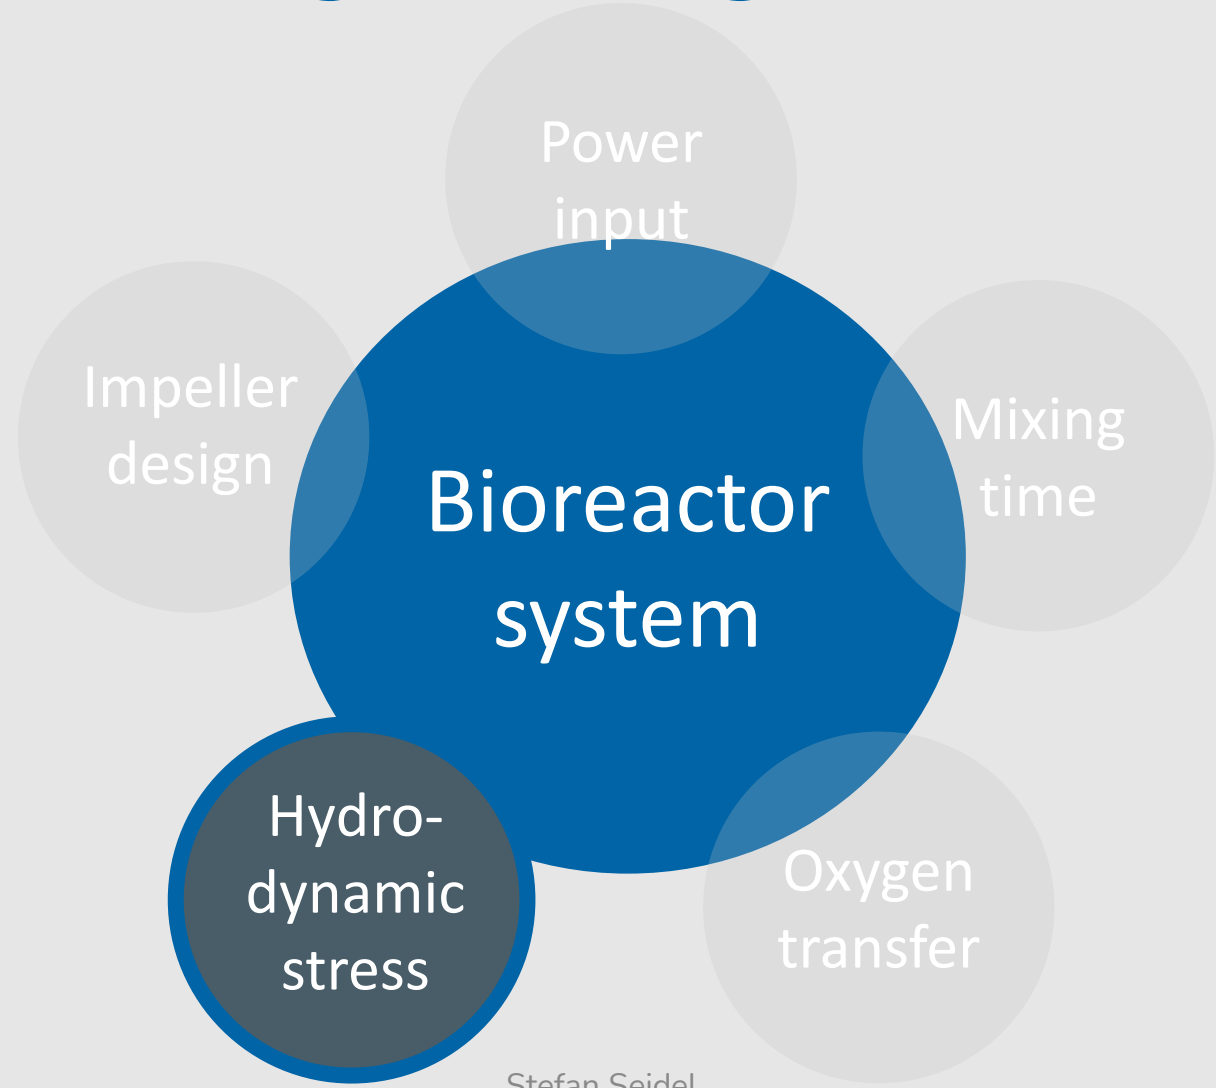 Power
input
Impeller
design
Mixing
time
Bioreactor
system
Hydro-
dynamic
stress
Oxygen
transfer
Stefan Seidel